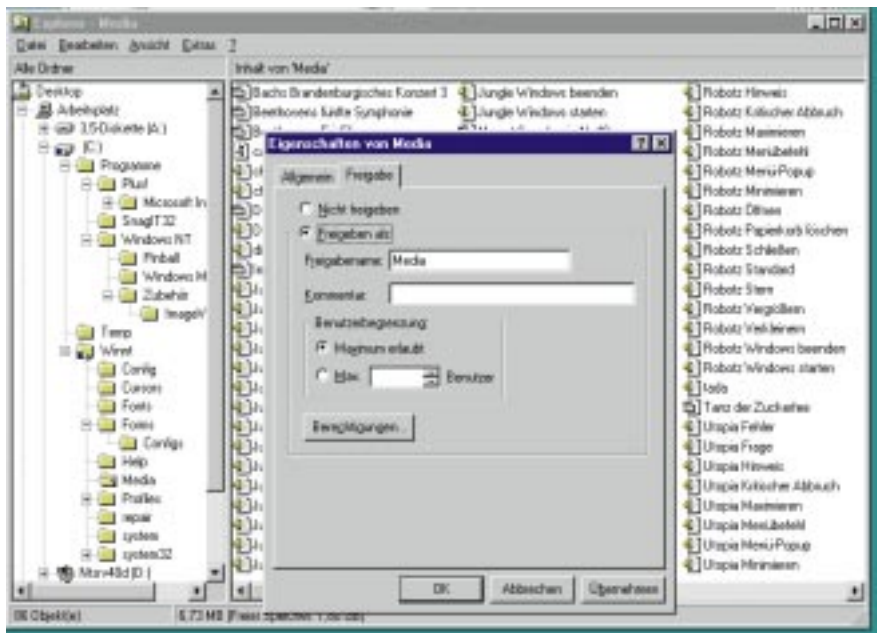 Explorer - Media
Datei Bearbeiten Ansicht Extras ?
Alle Ordner
Inhalt von 'Media'
Desktop
Arbeitsplatz
3,5-Diskette (A:)
(C:)
Programme
Plus!
Microsoft In
SnagIT32
Windows NT
Pinball
Windows M
Zubehör
ImageV
Temp
Winnt
Config
Cursors
Fonts
Forms
Configs
Help
Media
Profiles
repair
system
system32
Ntsrv40d (D:)
Bachs Brandenburgisches Konzert 3
Beethovens fünfte Symphonie
Jungle Windows beenden
Jungle Windows starten
Robotz Hinweis
Robotz Kritischer Abbruch
Robotz Maximieren
Robotz Menübefehl
Robotz Menü-Popup
Robotz Minimieren
Robotz Öffnen
Robotz Papierkorb löschen
Robotz Schließen
Robotz Standard
Robotz Stern
Robotz Vergrößern
Robotz Verkleinern
Robotz Windows beenden
Robotz Windows starten
tada
Tanz der Zuckerfee
Utopia Fehler
Utopia Frage
Utopia Hinweis
Utopia Kritischer Abbruch
Utopia Maximieren
Utopia Menübefehl
Utopia Menü-Popup
Utopia Minimieren
Eigenschaften von Media
Allgemein Freigabe
Nicht freigeben
Freigeben als:
Freigabename: Media
Kommentar:
Benutzerbegrenzung:
Maximum erlaubt
Max. Benutzer
Berechtigungen...
OK Abbrechen Übernehmen
86 Objekt(e)
6,73 MB (Freier Speicher: